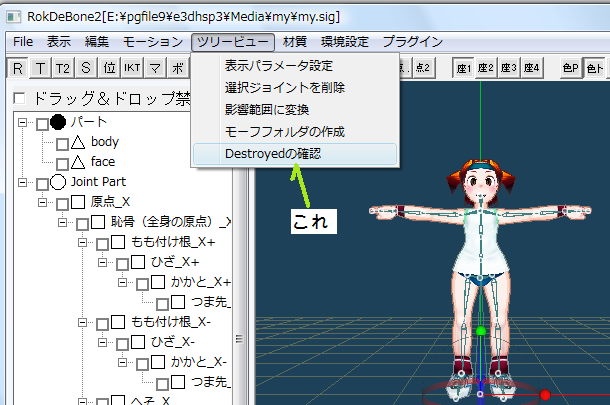 RokDeBone2[E:¥pgfile9¥e3dhsp3¥Media¥my¥my.sig]
File 表示 編集 モーション ツリービュー 材質 環境設定 プラグイン
R T T2 S 位 IKT マ ボ 点2 座1 座2 座3 座4 色P 色ト
表示パラメータ設定
選択ジョイントを削除
影響範囲に変換
モーフフォルダの作成
Destroyedの確認
これ
ドラッグ＆ドロップ禁
パート
body
face
Joint Part
原点_X
恥骨（全身の原点）_X
もも付け根_X+
ひざ_X+
かかと_X+
つま先_
もも付け根_X-
ひざ_X-
かかと_X-
つま先_
へそ_X